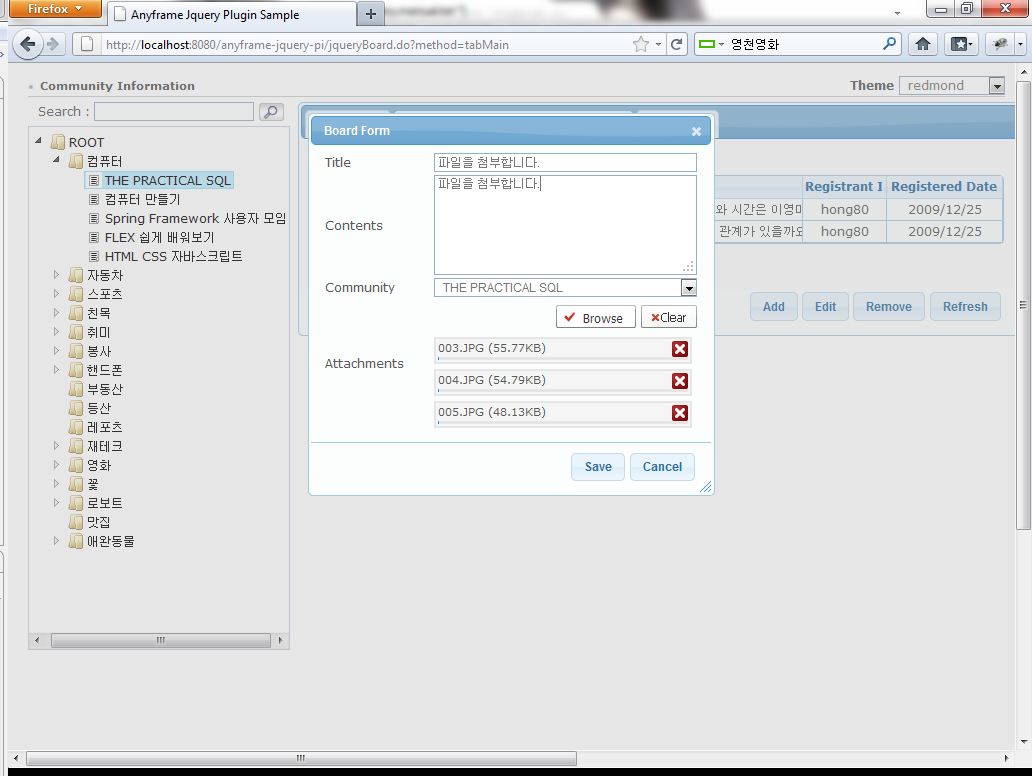 Firefox
Anyframe Jquery Plugin Sample
http://localhost:8080/anyframe-jquery-pi/jqueryBoard.do?method=tabMain
영천영화
Community Information
Theme
redmond
Search :
ROOT
컴퓨터
THE PRACTICAL SQL
컴퓨터 만들기
Spring Framework 사용자 모임
FLEX 쉽게 배워보기
HTML CSS 자바스크립트
자동차
스포츠
친목
취미
봉사
핸드폰
부동산
등산
레포츠
재테크
영화
꽃
로보트
맛집
애완동물
Board Form
Title
파일을 첨부합니다.
Contents
파일을 첨부합니다.
Community
THE PRACTICAL SQL
Browse
Clear
Attachments
003.JPG (55.77KB)
004.JPG (54.79KB)
005.JPG (48.13KB)
Save
Cancel
Registrant I
Registered Date
와 시간은 이영
hong80
2009/12/25
관계가 있을까요
hong80
2009/12/25
Add
Edit
Remove
Refresh